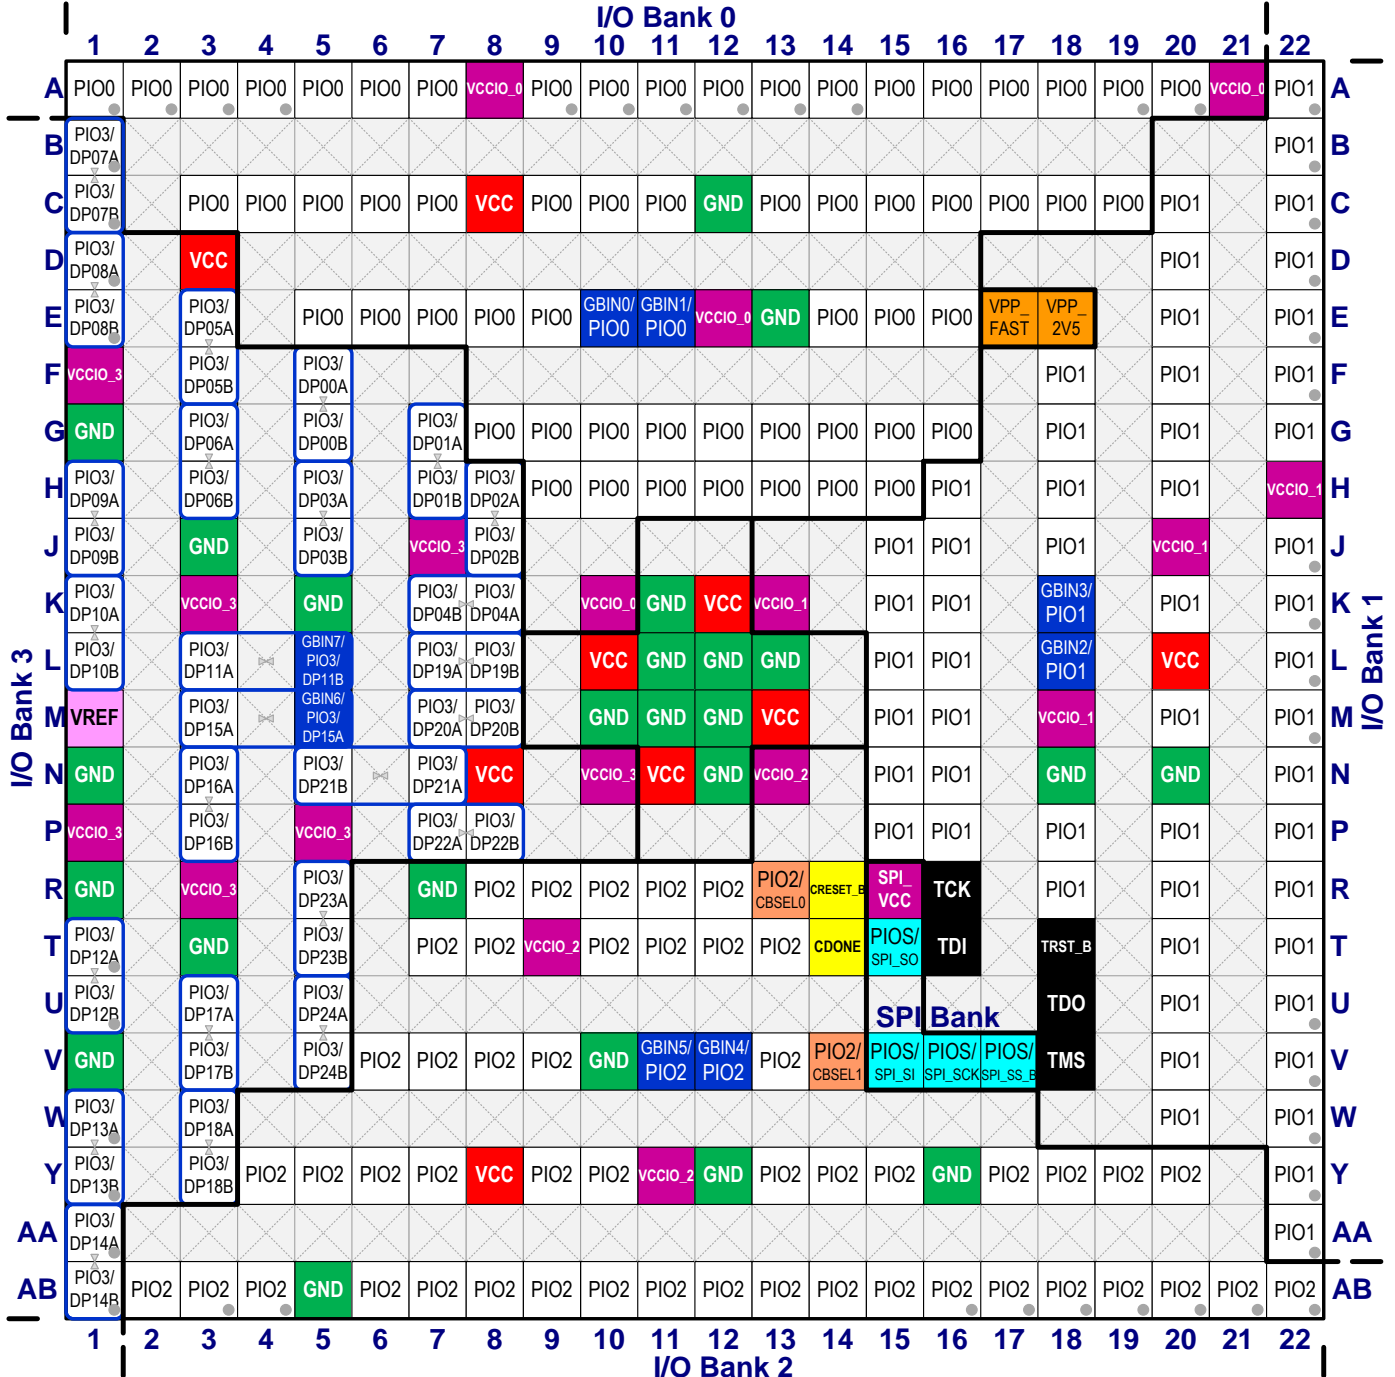 I/O Bank 0
1 2 3 4 5 6 7 8 9 10 11 12 13 14 15 16 17 18 19 20 21 22
A PIO0 PIO0 PIO0 PIO0 PIO0 PIO0 PIO0 VCCIO_0 PIO0 PIO0 PIO0 PIO0 PIO0 PIO0 PIO0 PIO0 PIO0 PIO0 PIO0 PIO0 VCCIO_0 PIO1 A
B PIO3/DP07A PIO1 B
C PIO3/DP07B PIO0 PIO0 PIO0 PIO0 PIO0 VCC PIO0 PIO0 PIO0 GND PIO0 PIO0 PIO0 PIO0 PIO0 PIO0 PIO0 PIO1 PIO1 C
D PIO3/DP08A VCC PIO1 PIO1 D
E PIO3/DP08B PIO3/DP05A PIO0 PIO0 PIO0 PIO0 PIO0 GBIN0/PIO0 GBIN1/PIO0 VCCIO_0 GND PIO0 PIO0 PIO0 VPP_FAST VPP_2V5 PIO1 PIO1 E
F VCCIO_3 PIO3/DP05B PIO3/DP00A PIO1 PIO1 PIO1 F
G GND PIO3/DP06A PIO3/DP00B PIO3/DP01A PIO0 PIO0 PIO0 PIO0 PIO0 PIO0 PIO0 PIO0 PIO0 PIO1 PIO1 PIO1 G
H PIO3/DP09A PIO3/DP06B PIO3/DP03A PIO3/DP01B PIO3/DP02A PIO0 PIO0 PIO0 PIO0 PIO0 PIO0 PIO0 PIO1 PIO1 PIO1 VCCIO_1 H
J PIO3/DP09B GND PIO3/DP03B VCCIO_3 PIO3/DP02B PIO1 PIO1 PIO1 VCCIO_1 PIO1 J
K PIO3/DP10A VCCIO_3 GND PIO3/DP04B PIO3/DP04A VCCIO_0 GND VCC VCCIO_1 PIO1 PIO1 GBIN3/PIO1 PIO1 PIO1 K
L PIO3/DP10B PIO3/DP11A GBIN7/PIO3/DP11B PIO3/DP19A PIO3/DP19B VCC GND GND GND PIO1 PIO1 GBIN2/PIO1 VCC PIO1 L
I/O Bank 3
I/O Bank 1
M VREF PIO3/DP15A GBIN6/PIO3/DP15A PIO3/DP20A PIO3/DP20B GND GND GND VCC PIO1 PIO1 VCCIO_1 PIO1 PIO1 M
N GND PIO3/DP16A PIO3/DP21B PIO3/DP21A VCC VCCIO_3 VCC GND VCCIO_2 PIO1 PIO1 GND GND PIO1 N
P VCCIO_3 PIO3/DP16B VCCIO_3 PIO3/DP22A PIO3/DP22B PIO1 PIO1 PIO1 PIO1 PIO1 P
R GND VCCIO_3 PIO3/DP23A GND PIO2 PIO2 PIO2 PIO2 PIO2 PIO2/CBSEL0 CRESET_B SPI_VCC TCK PIO1 PIO1 PIO1 R
T PIO3/DP12A GND PIO3/DP23B PIO2 PIO2 VCCIO_2 PIO2 PIO2 PIO2 PIO2 CDONE PIOS/SPI_SO TDI TRST_B PIO1 PIO1 T
U PIO3/DP12B PIO3/DP17A PIO3/DP24A SPI Bank TDO PIO1 PIO1 U
V GND PIO3/DP17B PIO3/DP24B PIO2 PIO2 PIO2 PIO2 GND GBIN5/PIO2 GBIN4/PIO2 PIO2 PIO2/CBSEL1 PIOS/SPI_SI PIOS/SPI_SCK PIOS/SPI_SS_B TMS PIO1 PIO1 V
W PIO3/DP13A PIO3/DP18A PIO1 PIO1 W
Y PIO3/DP13B PIO3/DP18B PIO2 PIO2 PIO2 PIO2 VCC PIO2 PIO2 VCCIO_2 GND PIO2 PIO2 PIO2 GND PIO2 PIO2 PIO2 PIO2 PIO1 Y
AA PIO3/DP14A PIO1 AA
AB PIO3/DP14B PIO2 PIO2 PIO2 GND PIO2 PIO2 PIO2 PIO2 PIO2 PIO2 PIO2 PIO2 PIO2 PIO2 PIO2 PIO2 PIO2 PIO2 PIO2 PIO2 PIO2 AB
1 2 3 4 5 6 7 8 9 10 11 12 13 14 15 16 17 18 19 20 21 22
I/O Bank 2